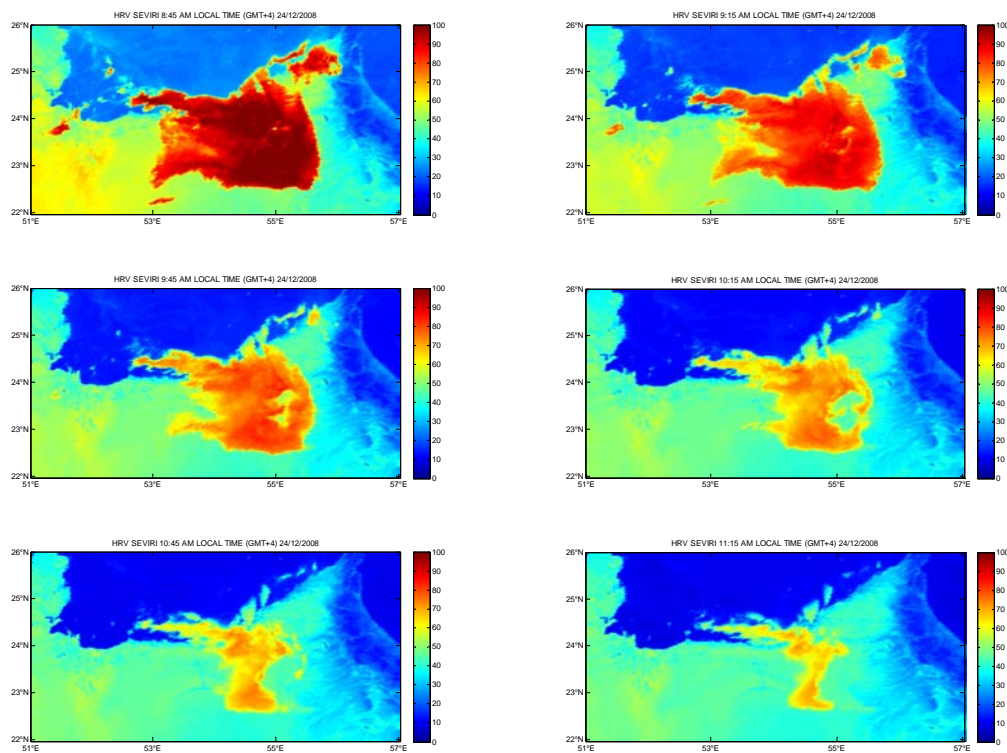 HRV SEVIRI 8:45 AM LOCAL TIME (GMT+4) 24/12/2008
26°N
25°N
24°N
23°N
22°N
51°E
53°E
55°E
57°E
100
90
80
70
60
50
40
30
20
10
0
HRV SEVIRI 9:15 AM LOCAL TIME (GMT+4) 24/12/2008
26°N
25°N
24°N
23°N
22°N
51°E
53°E
55°E
57°E
100
90
80
70
60
50
40
30
20
10
0
HRV SEVIRI 9:45 AM LOCAL TIME (GMT+4) 24/12/2008
26°N
25°N
24°N
23°N
22°N
51°E
53°E
55°E
57°E
100
90
80
70
60
50
40
30
20
10
0
HRV SEVIRI 10:15 AM LOCAL TIME (GMT+4) 24/12/2008
26°N
25°N
24°N
23°N
22°N
51°E
53°E
55°E
57°E
100
90
80
70
60
50
40
30
20
10
0
HRV SEVIRI 10:45 AM LOCAL TIME (GMT+4) 24/12/2008
26°N
25°N
24°N
23°N
22°N
51°E
53°E
55°E
57°E
100
90
80
70
60
50
40
30
20
10
0
HRV SEVIRI 11:15 AM LOCAL TIME (GMT+4) 24/12/2008
26°N
25°N
24°N
23°N
22°N
51°E
53°E
55°E
57°E
100
90
80
70
60
50
40
30
20
10
0